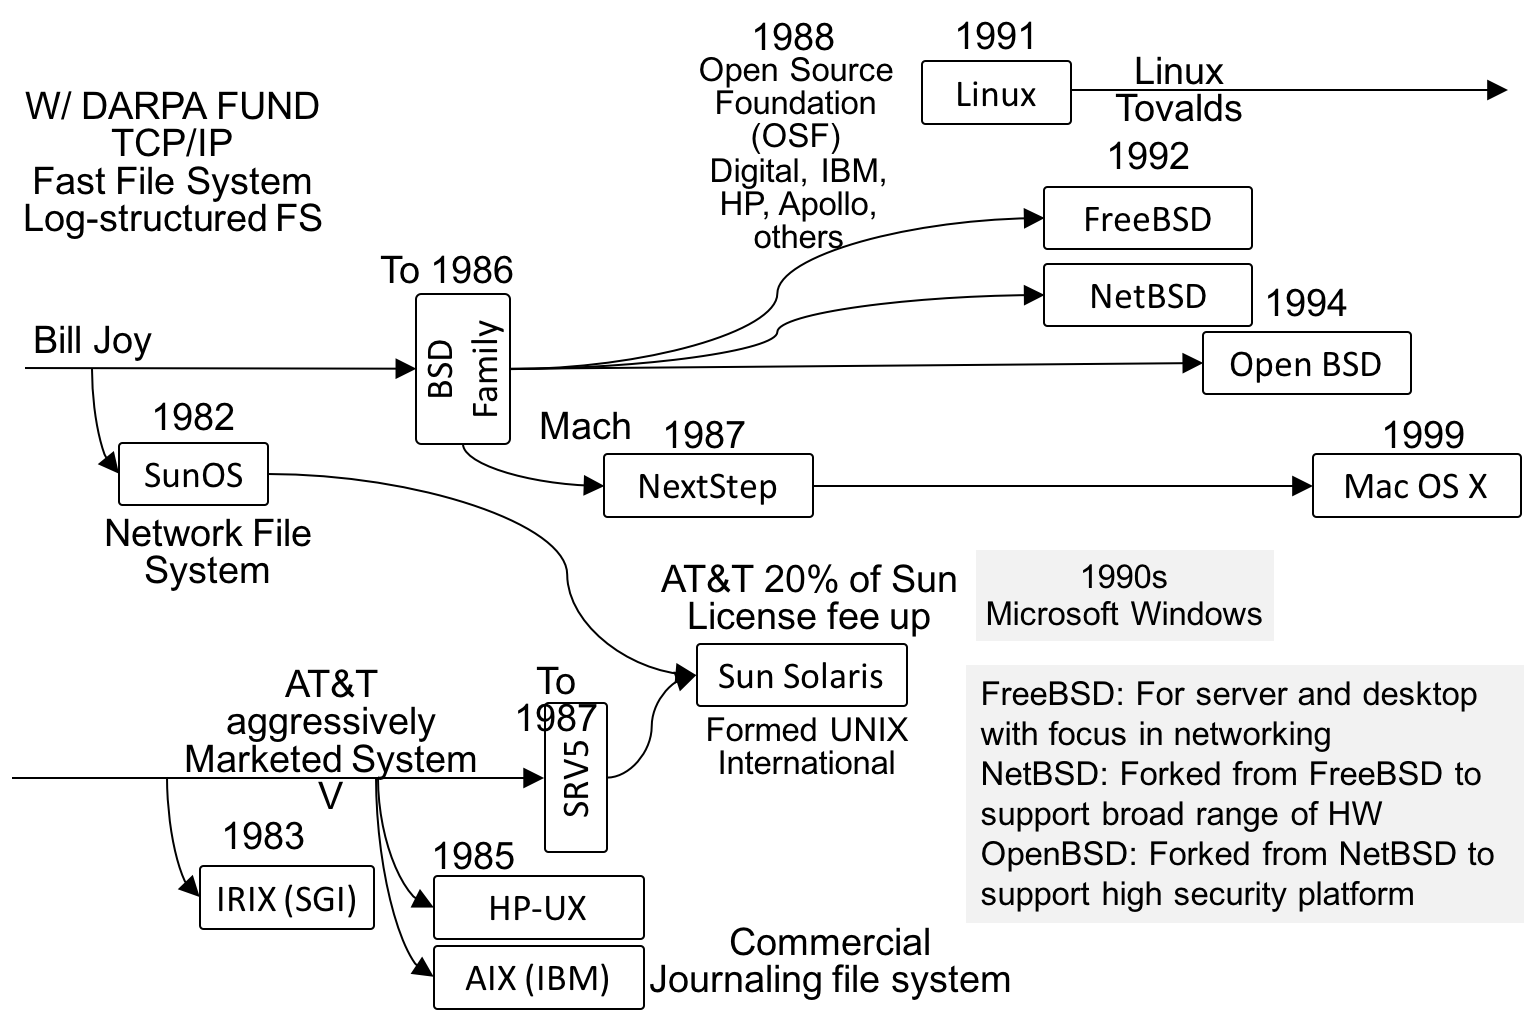 1988
Open Source
Foundation
(OSF)
Digital, IBM,
HP, Apollo,
others
1991
Linux
Linux
Tovalds
W/ DARPA FUND
TCP/IP
Fast File System
Log-structured FS
1992
FreeBSD
NetBSD
1994
Open BSD
To 1986
BSD
Family
Bill Joy
1982
SunOS
Network File
System
Mach
1987
NextStep
1999
Mac OS X
AT&T 20% of Sun
License fee up
Sun Solaris
Formed UNIX
International
1990s
Microsoft Windows
AT&T
aggressively
Marketed System
V
To
1987
SRV5
1983
IRIX (SGI)
1985
HP-UX
AIX (IBM)
Commercial
Journaling file system
FreeBSD: For server and desktop
with focus in networking
NetBSD: Forked from FreeBSD to
support broad range of HW
OpenBSD: Forked from NetBSD to
support high security platform